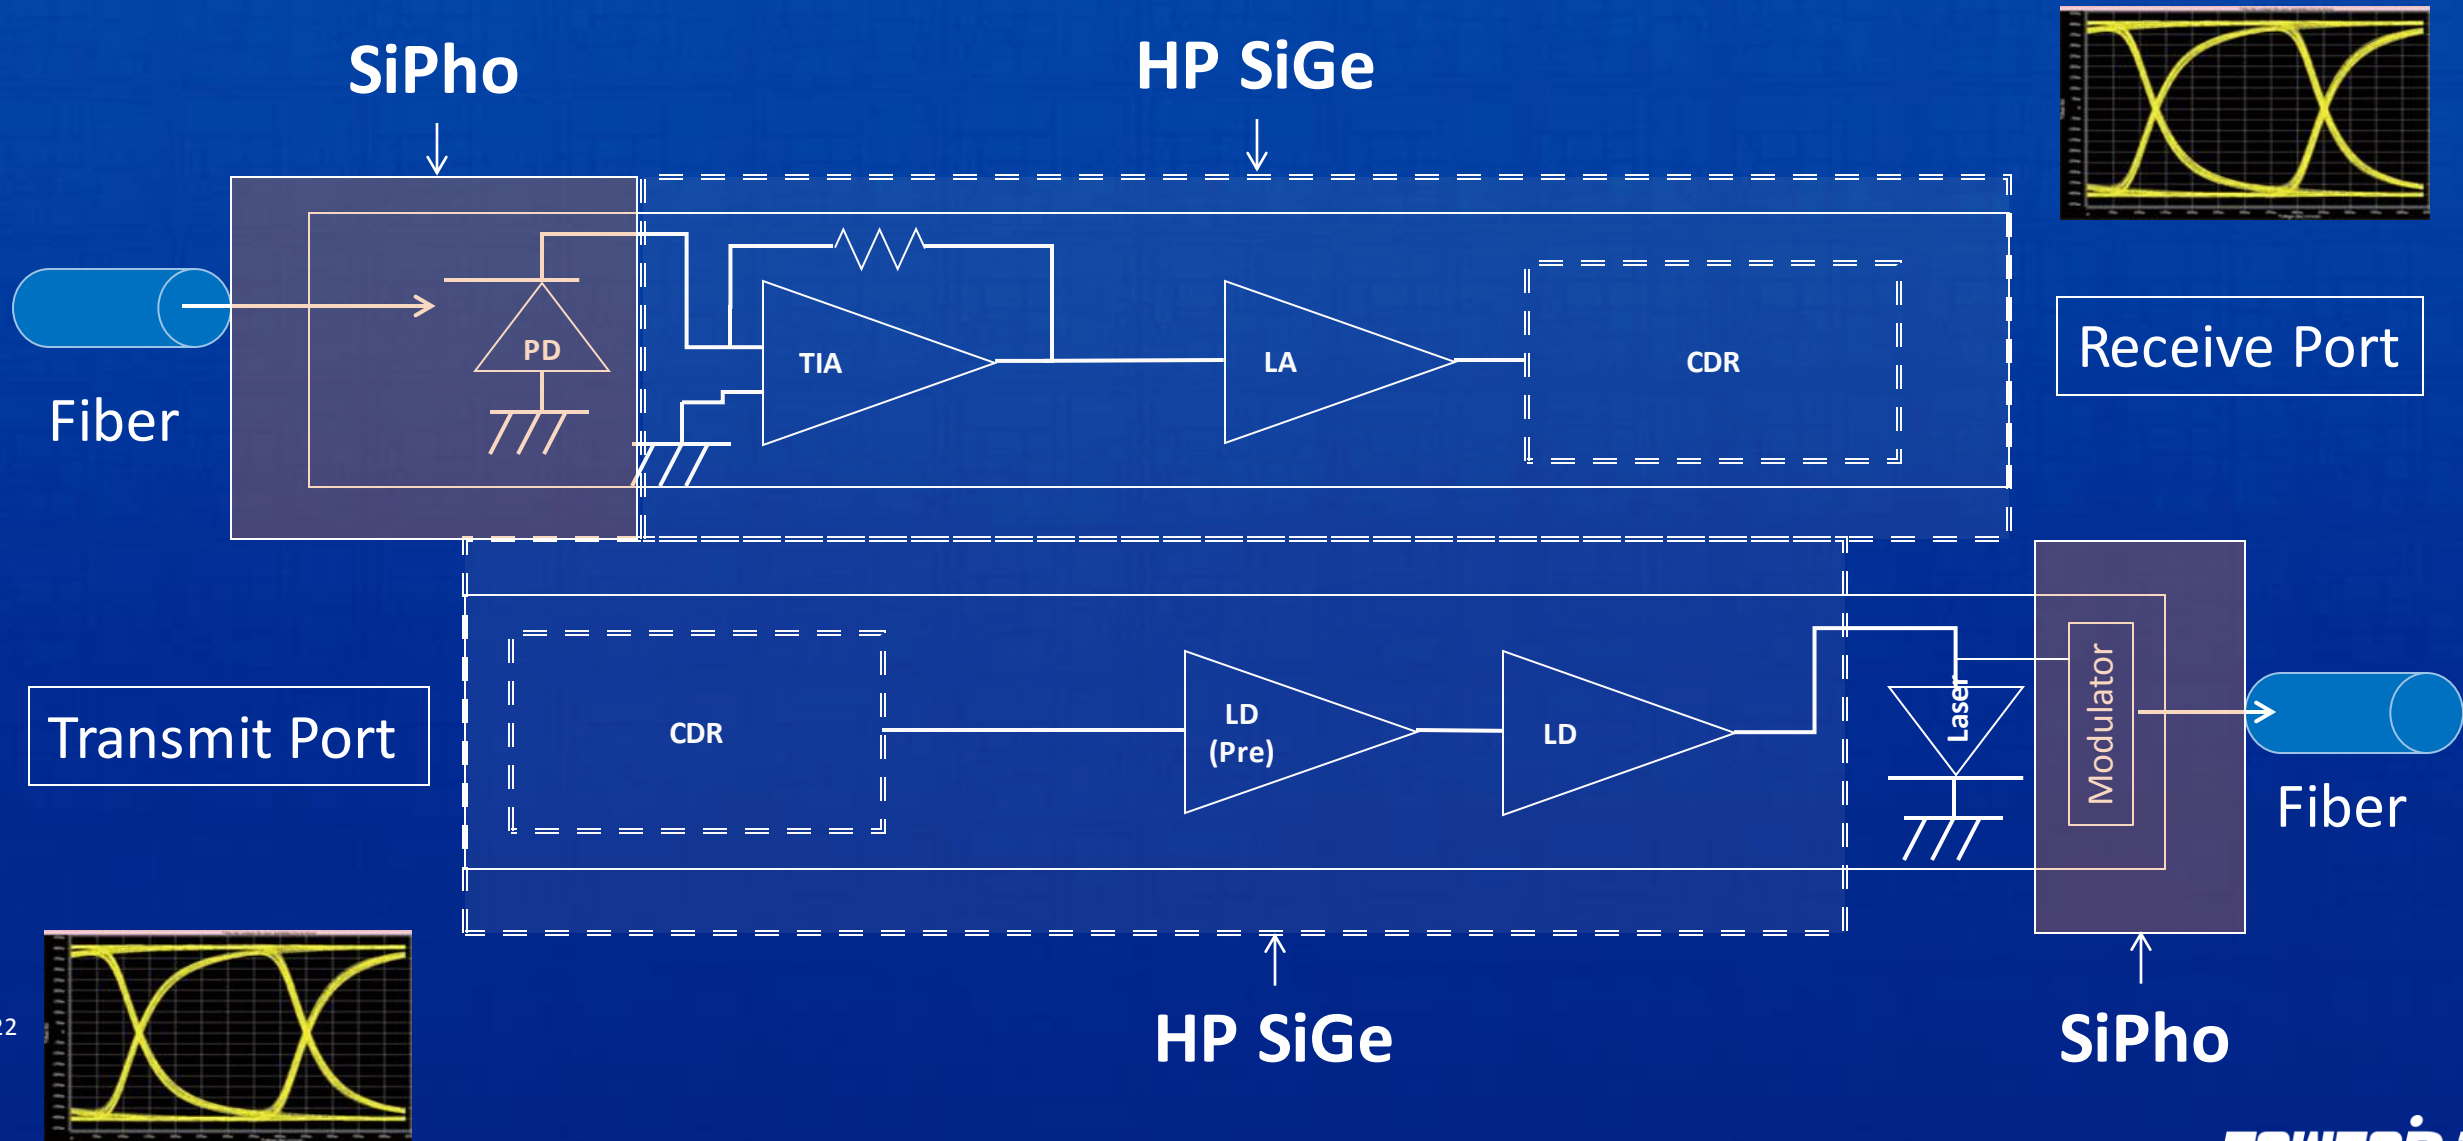 SiPho
HP SiGe
PD
TIA
LA
CDR
Receive Port
Fiber
Transmit Port
CDR
LD
(Pre)
LD
Laser
Modulator
Fiber
22
HP SiGe
SiPho